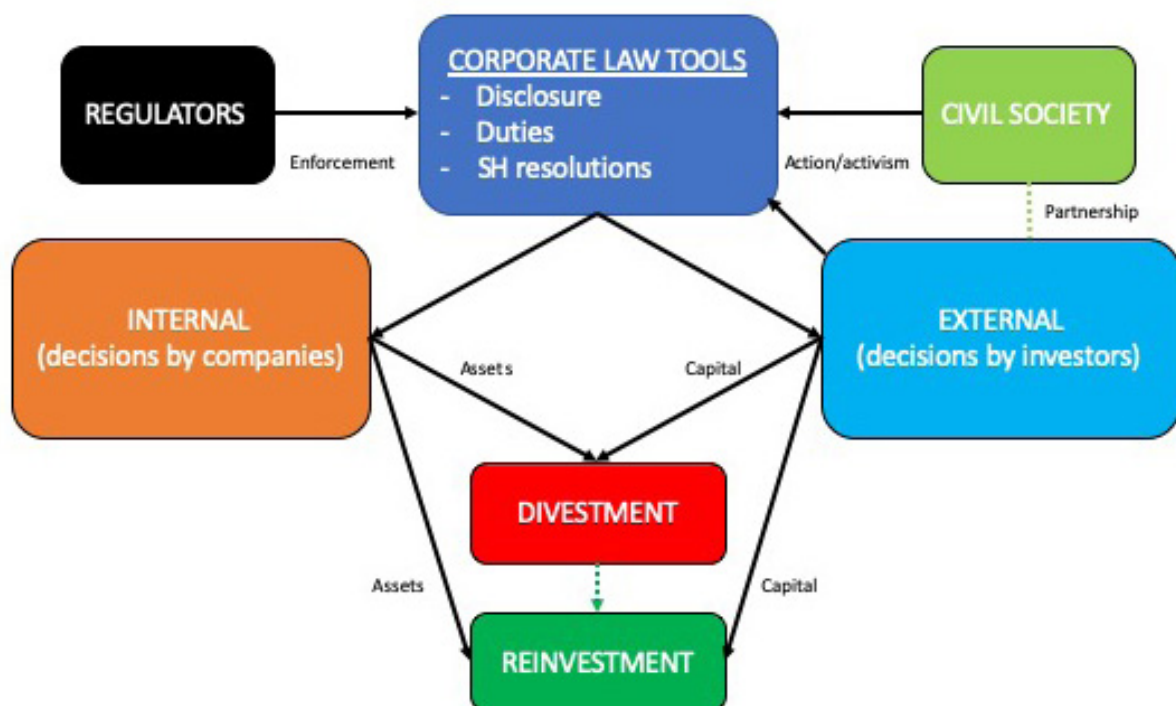 CORPORATE LAW TOOLS
- Disclosure
- Duties
- SH resolutions
REGULATORS
CIVIL SOCIETY
Enforcement
Action/activism
Partnership
INTERNAL
(decisions by companies)
EXTERNAL
(decisions by investors)
Assets
Capital
DIVESTMENT
Assets
Capital
REINVESTMENT